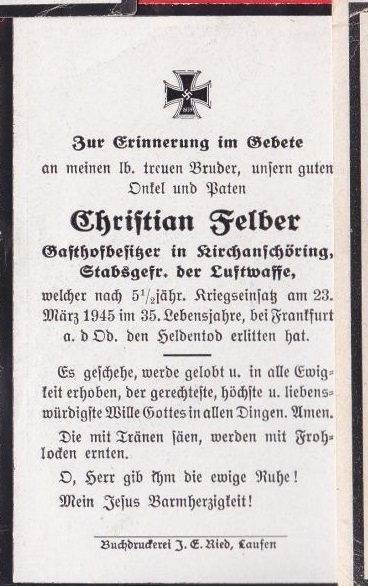 Zur Erinnerung im Gebete
an meinen lb. treuen Bruder, unsern guten
Onkel und Paten
Christian Felber
Gasthofbesitzer in Kirchanschöring,
Stabsgefr. der Luftwaffe,
welcher nach 5½jähr. Kriegseinsatz am 23.
März 1945 im 35. Lebensjahre, bei Frankfurt
a. d Od. den Heldentod erlitten hat.
Es geschehe, werde gelobt u. in alle Ewig-
keit erhoben, der gerechteste, höchste u. liebens-
würdigste Wille Gottes in allen Dingen. Amen.
Die mit Tränen säen, werden mit Froh-
locken ernten.
O, Herr gib ihm die ewige Ruhe!
Mein Jesus Barmherzigkeit!
Buchdruckerei J. E. Ried, Laufen